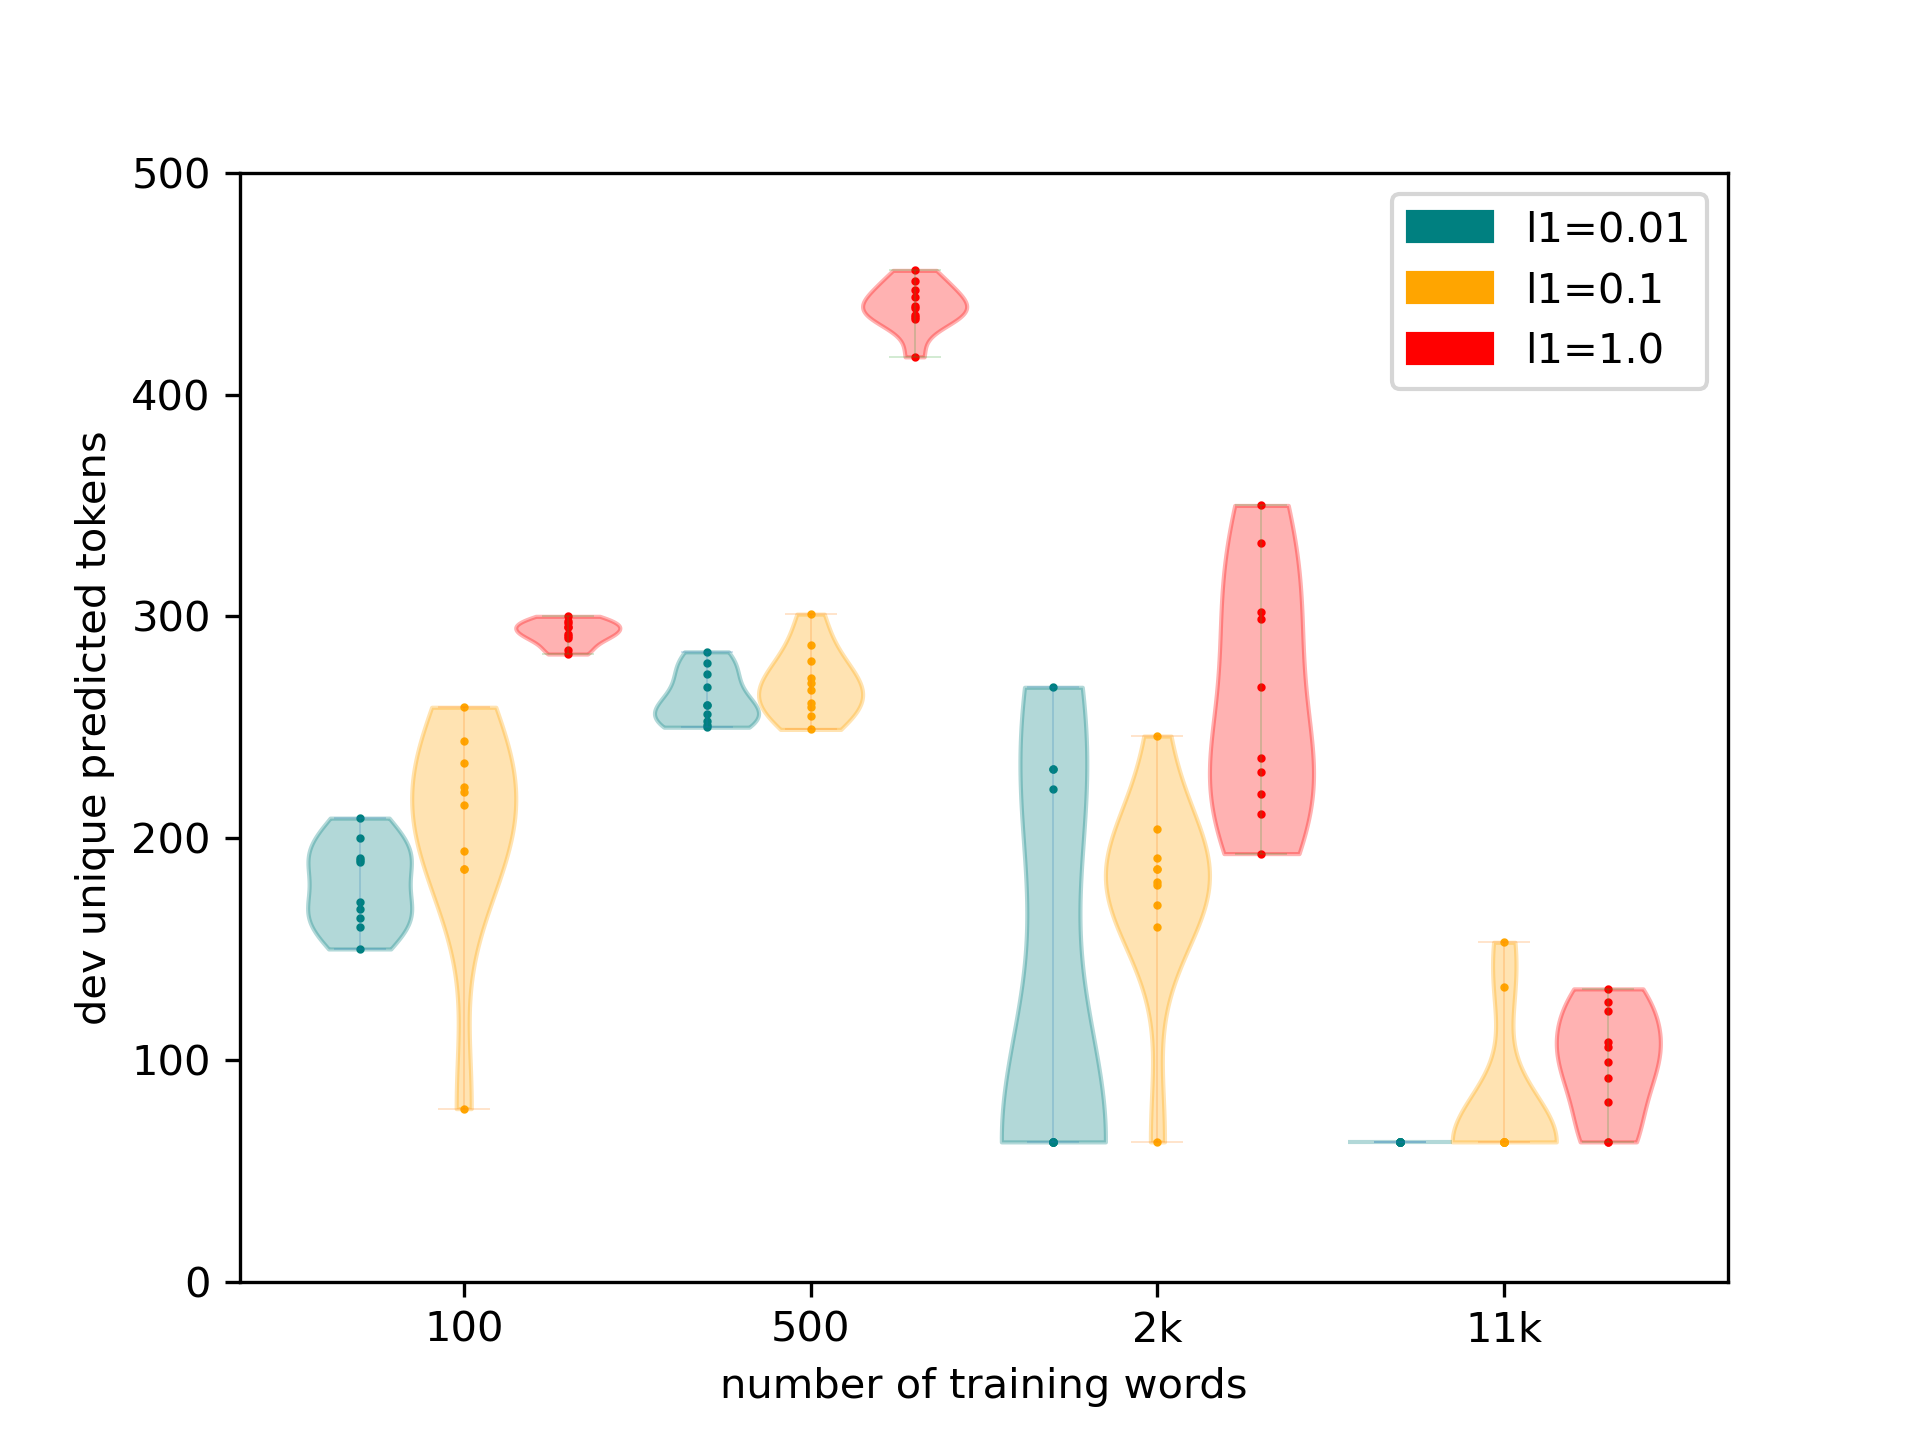 500
400
300
200
100
0
dev unique predicted tokens
l1=0.01
l1=0.1
l1=1.0
100 500 2k 11k
number of training words